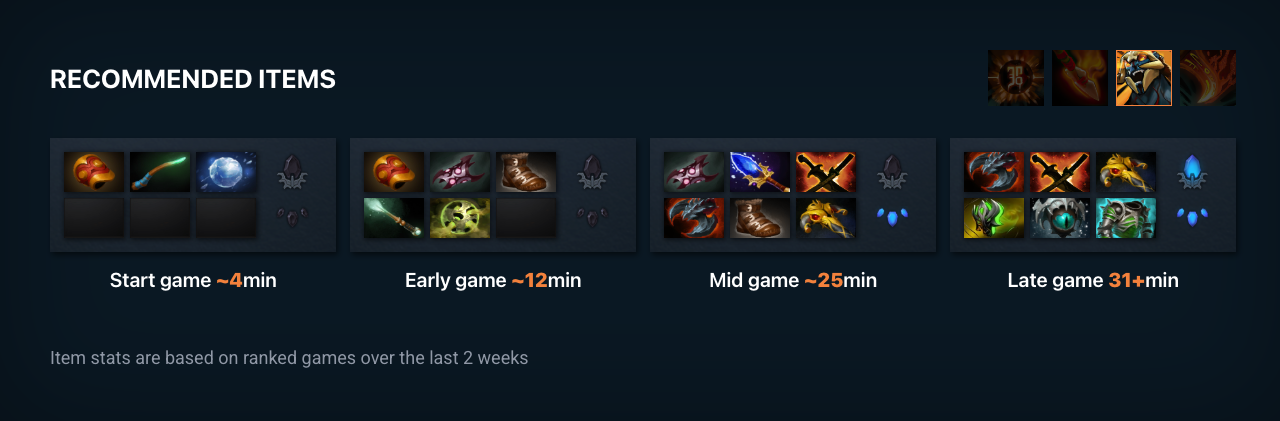 RECOMMENDED ITEMS
Start game ~4min
Early game ~12min
Mid game ~25min
Late game 31+min
Item stats are based on ranked games over the last 2 weeks